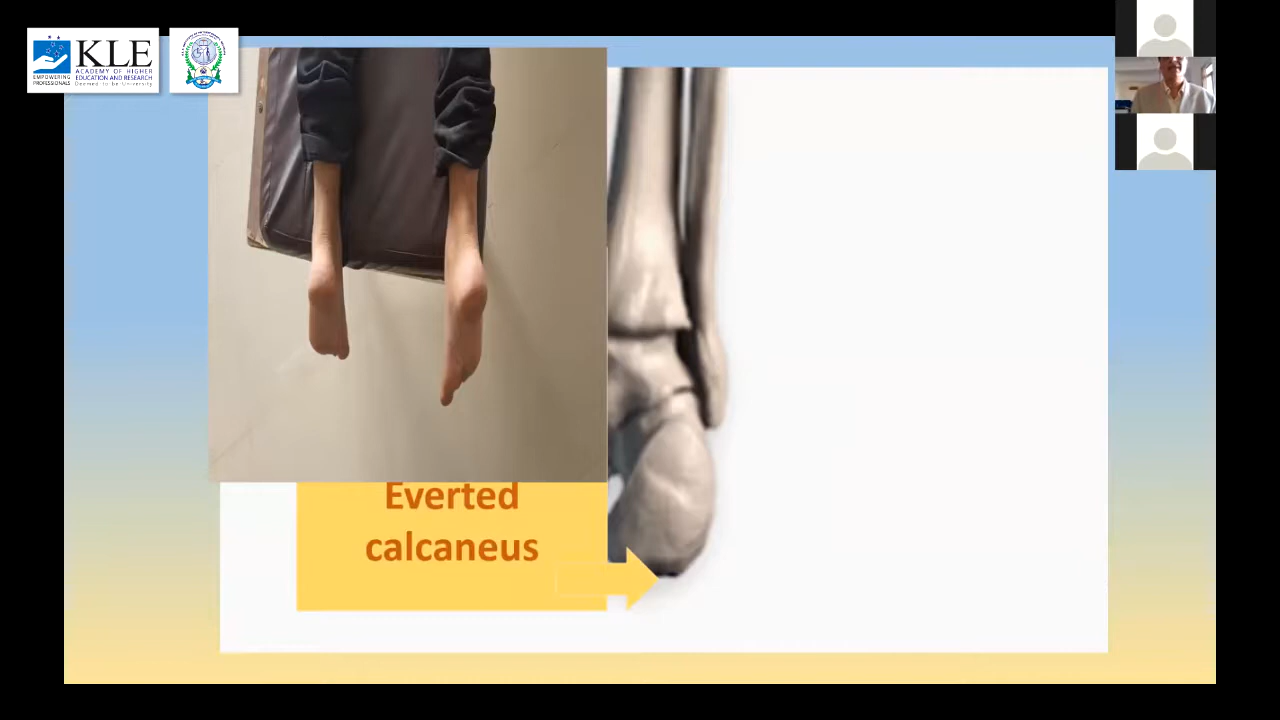 KLE
ACADEMY OF HIGHER
EDUCATION AND RESEARCH
Deemed-to-be-University
EMPOWERING
PROFESSIONALS
Everted
calcaneus